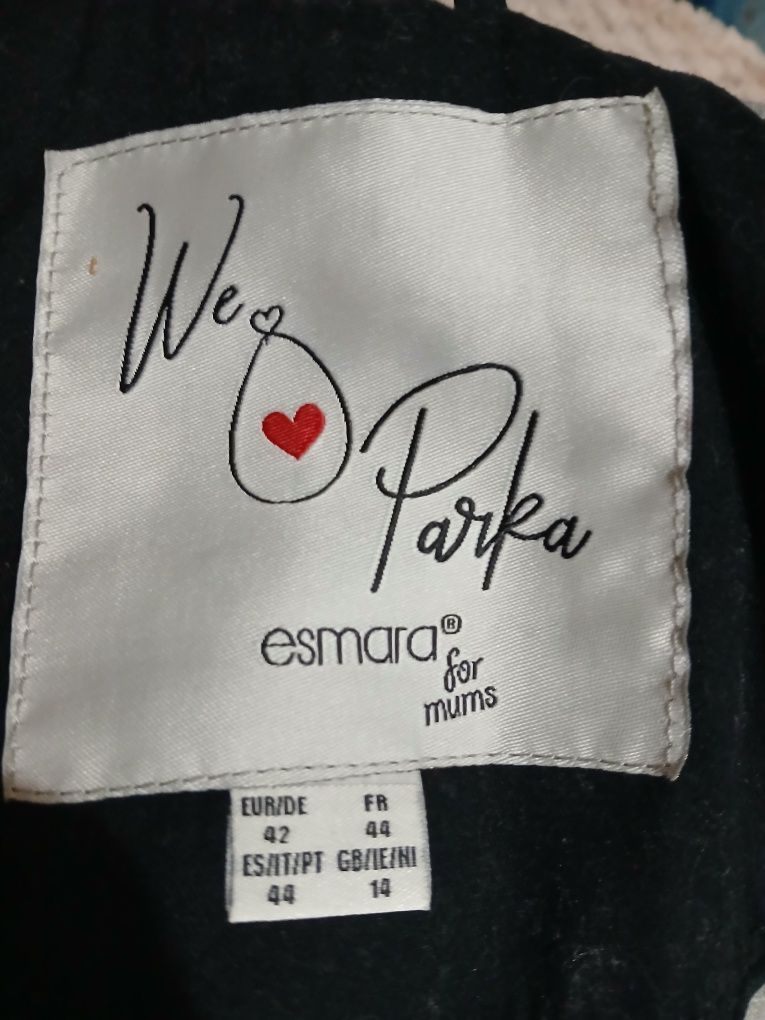 We
Parka
esmara®
for
mums
EUR/DE FR
42 44
ES/IT/PT GB/IE/NI
44 14